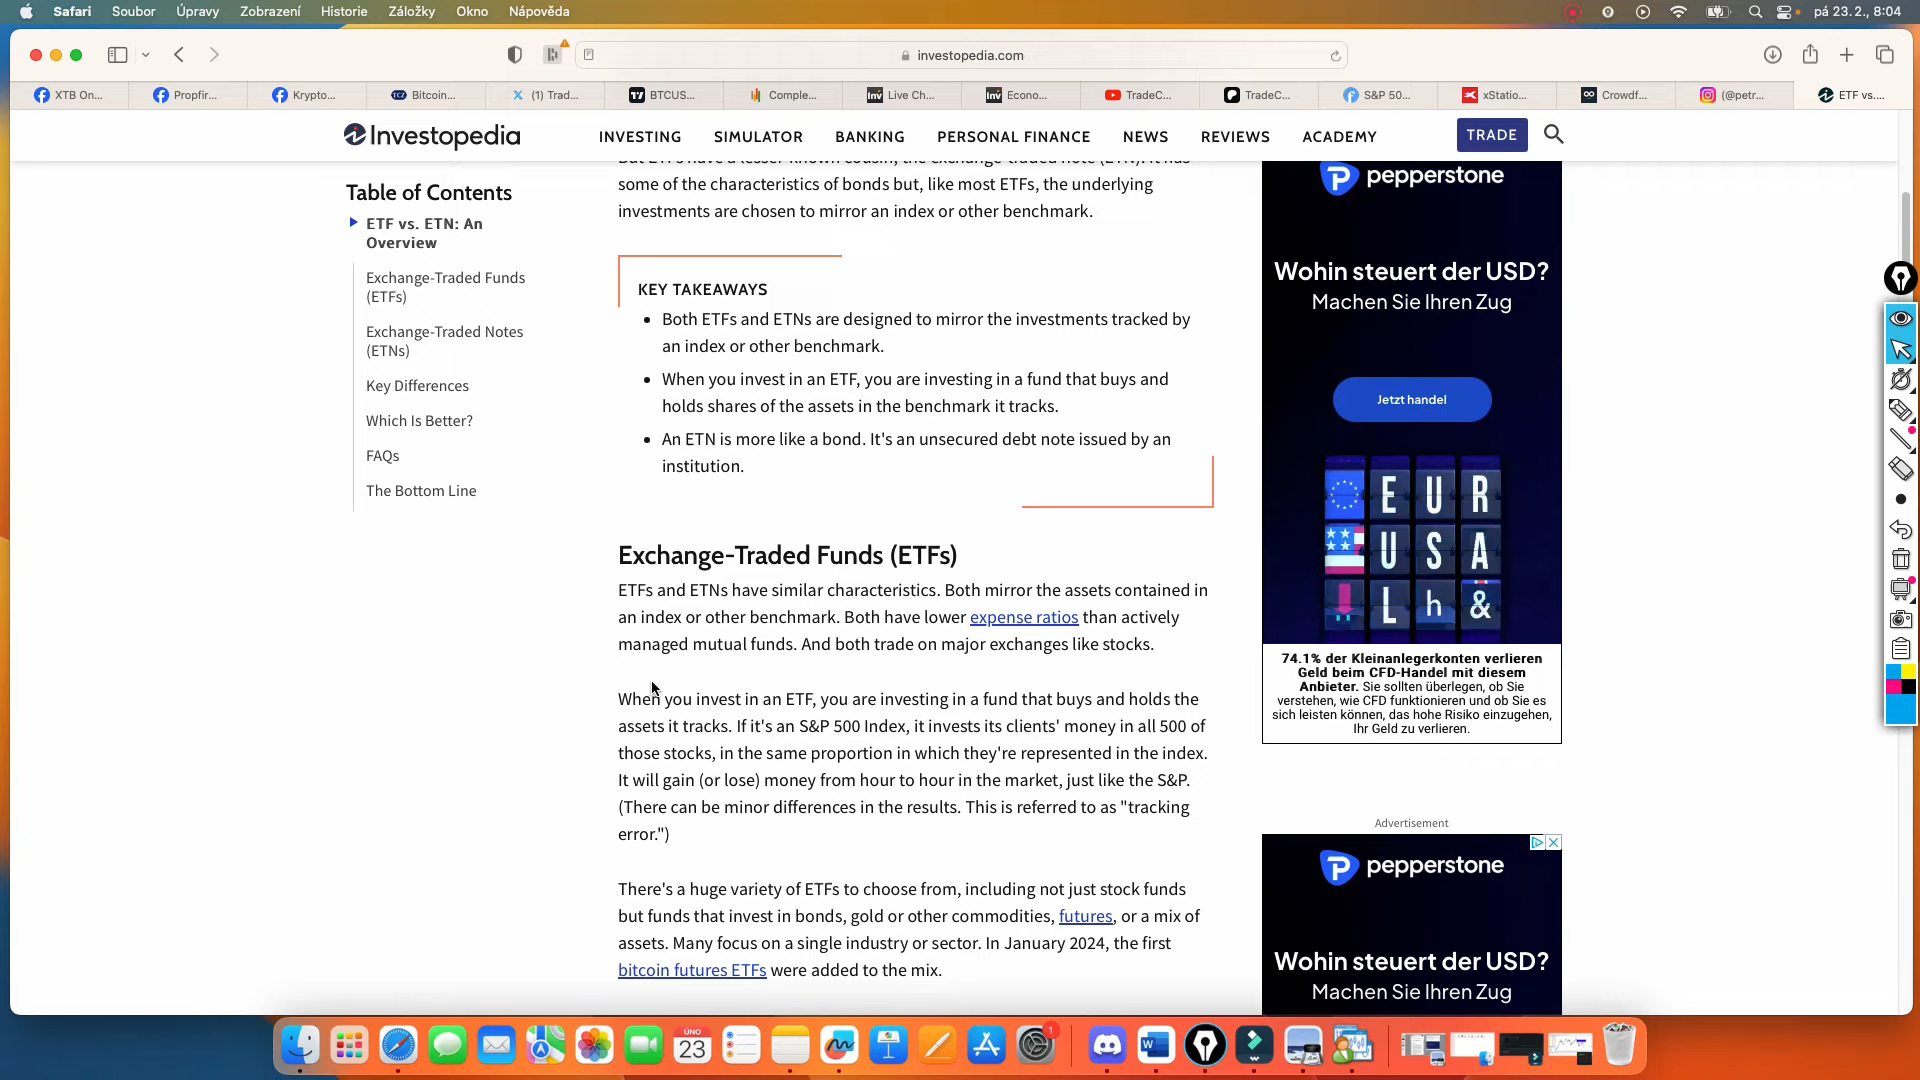 Safari Soubor Úpravy Zobrazení Historie Záložky Okno Nápověda pá 23.2., 8:04
investopedia.com
XTB On... Propfir... Krypto... Bitcoin... (1) Trad... BTCUS... Comple... Live Ch... Econo... TradeC... TradeC... S&P 50... xStatio... Crowdf... (@petr... ETF vs....
Investopedia INVESTING SIMULATOR BANKING PERSONAL FINANCE NEWS REVIEWS ACADEMY TRADE
Table of Contents
ETF vs. ETN: An
Overview
Exchange-Traded Funds
(ETFs)
Exchange-Traded Notes
(ETNs)
Key Differences
Which Is Better?
FAQs
The Bottom Line
But ETFs have a lesser-known cousin, the exchange-traded note (ETN). It has
some of the characteristics of bonds but, like most ETFs, the underlying
investments are chosen to mirror an index or other benchmark.
KEY TAKEAWAYS
Both ETFs and ETNs are designed to mirror the investments tracked by
an index or other benchmark.
When you invest in an ETF, you are investing in a fund that buys and
holds shares of the assets in the benchmark it tracks.
An ETN is more like a bond. It's an unsecured debt note issued by an
institution.
Exchange-Traded Funds (ETFs)
ETFs and ETNs have similar characteristics. Both mirror the assets contained in
an index or other benchmark. Both have lower expense ratios than actively
managed mutual funds. And both trade on major exchanges like stocks.
When you invest in an ETF, you are investing in a fund that buys and holds the
assets it tracks. If it's an S&P 500 Index, it invests its clients' money in all 500 of
those stocks, in the same proportion in which they're represented in the index.
It will gain (or lose) money from hour to hour in the market, just like the S&P.
(There can be minor differences in the results. This is referred to as "tracking
error.")
There's a huge variety of ETFs to choose from, including not just stock funds
but funds that invest in bonds, gold or other commodities, futures, or a mix of
assets. Many focus on a single industry or sector. In January 2024, the first
bitcoin futures ETFs were added to the mix.
pepperstone
Wohin steuert der USD?
Machen Sie Ihren Zug
Jetzt handel
E U R
U S A
L h &
74.1% der Kleinanlegerkonten verlieren
Geld beim CFD-Handel mit diesem
Anbieter. Sie sollten überlegen, ob Sie
verstehen, wie CFD funktionieren und ob Sie es
sich leisten können, das hohe Risiko einzugehen,
Ihr Geld zu verlieren.
Advertisement
pepperstone
Wohin steuert der USD?
Machen Sie Ihren Zug
ÚNO
23
1